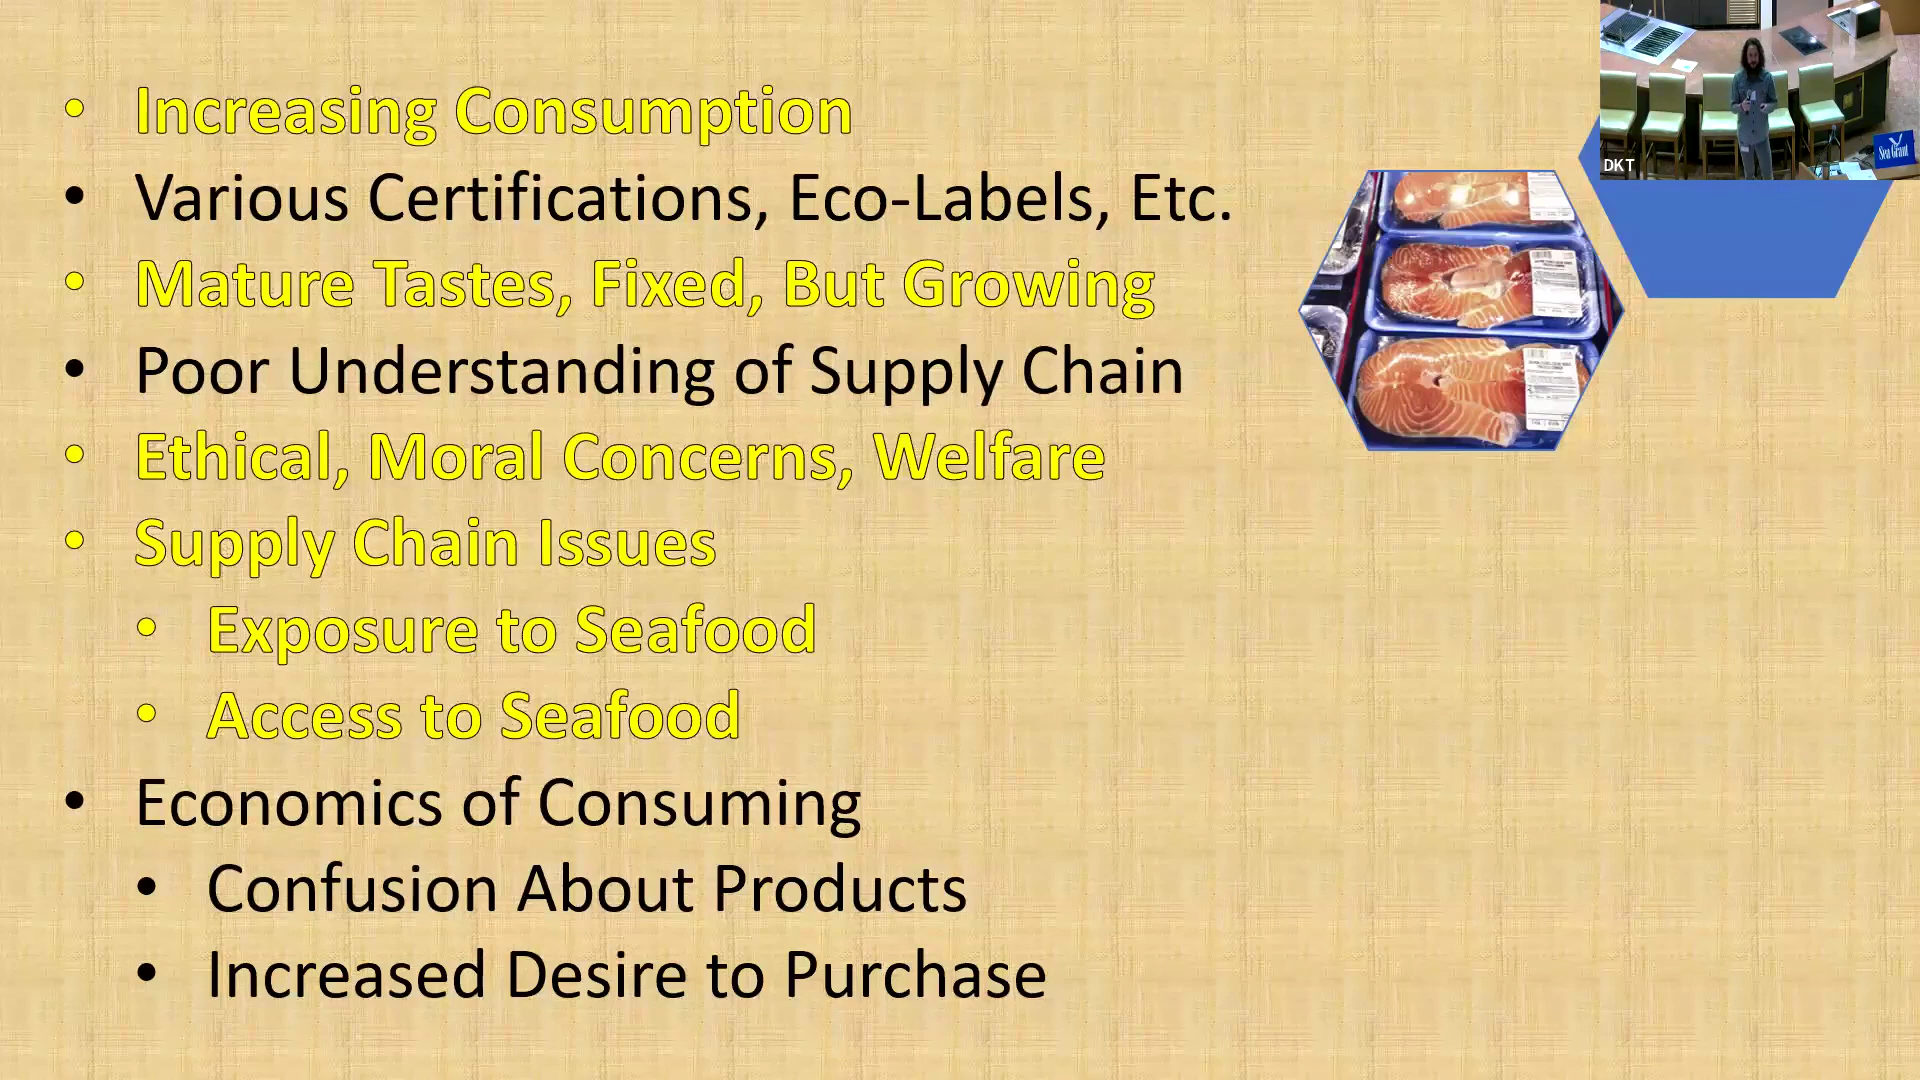 • Increasing Consumption
• Various Certifications, Eco-Labels, Etc.
• Mature Tastes, Fixed, But Growing
• Poor Understanding of Supply Chain
• Ethical, Moral Concerns, Welfare
• Supply Chain Issues
• Exposure to Seafood
• Access to Seafood
• Economics of Consuming
• Confusion About Products
• Increased Desire to Purchase
DKT
Sea Grant